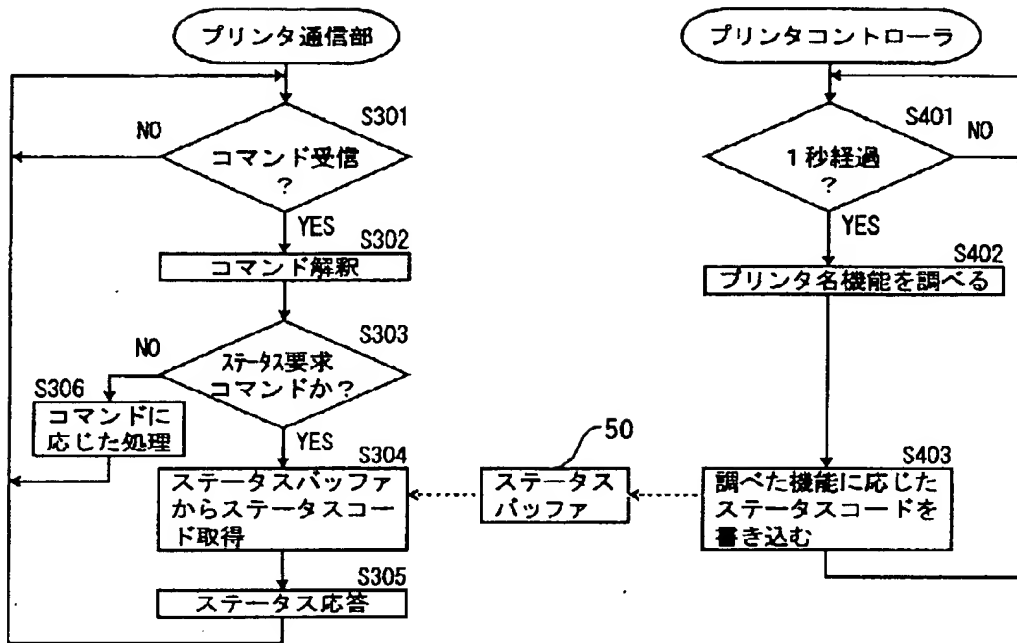 プリンタ通信部
S301
NO
コマンド受信
?
YES
S302
コマンド解釈
S303
NO
ステータス要求
コマンドか?
S306
コマンドに
応じた処理
YES
S304
ステータスバッファ
からステータスコー
ド取得
S305
ステータス応答
50
ステータス
バッファ
プリンタコントローラ
S401
NO
1秒経過
?
YES
S402
プリンタ名機能を調べる
S403
調べた機能に応じた
ステータスコードを
書き込む